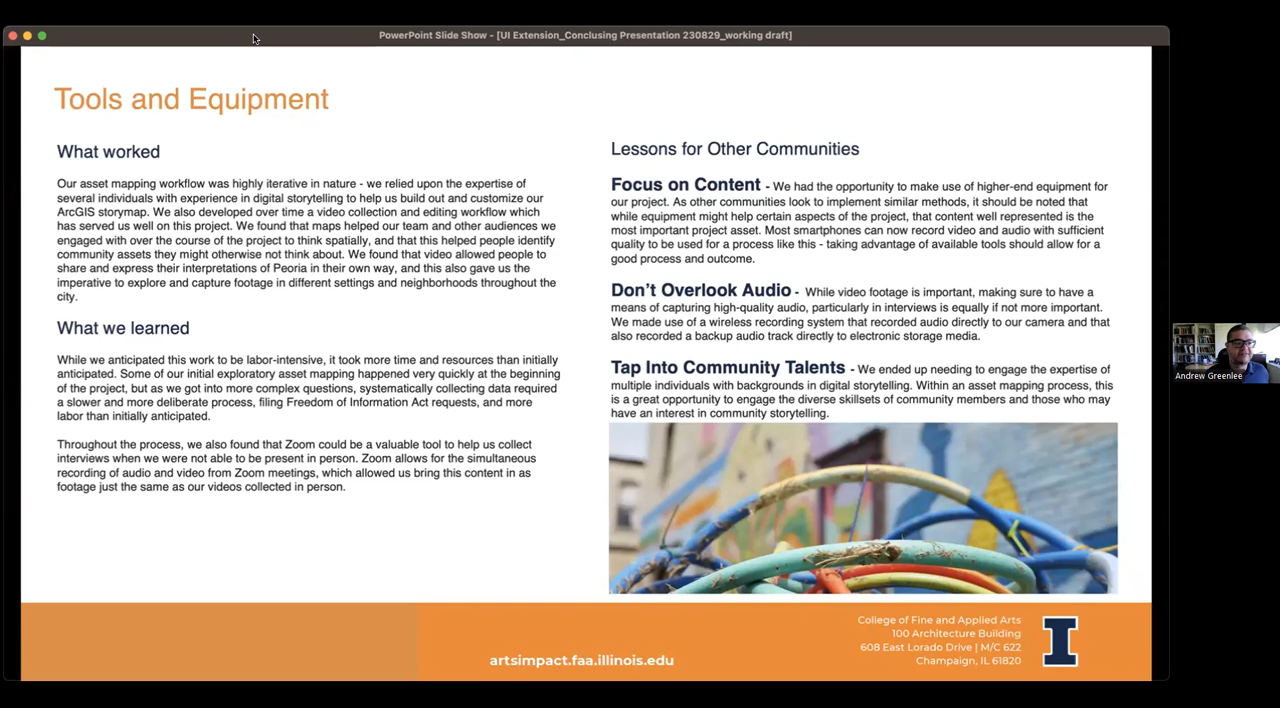 PowerPoint Slide Show - [UI Extension_Conclusing Presentation 230829_working draft]
Tools and Equipment
What worked
Our asset mapping workflow was highly iterative in nature - we relied upon the expertise of
several individuals with experience in digital storytelling to help us build out and customize our
ArcGIS storymap. We also developed over time a video collection and editing workflow which
has served us well on this project. We found that maps helped our team and other audiences we
engaged with over the course of the project to think spatially, and that this helped people identify
community assets they might otherwise not think about. We found that video allowed people to
share and express their interpretations of Peoria in their own way, and this also gave us the
imperative to explore and capture footage in different settings and neighborhoods throughout the
city.
What we learned
While we anticipated this work to be labor-intensive, it took more time and resources than initially
anticipated. Some of our initial exploratory asset mapping happened very quickly at the beginning
of the project, but as we got into more complex questions, systematically collecting data required
a slower and more deliberate process, filing Freedom of Information Act requests, and more
labor than initially anticipated.
Throughout the process, we also found that Zoom could be a valuable tool to help us collect
interviews when we were not able to be present in person. Zoom allows for the simultaneous
recording of audio and video from Zoom meetings, which allowed us bring this content in as
footage just the same as our videos collected in person.
Lessons for Other Communities
Focus on Content - We had the opportunity to make use of higher-end equipment for
our project. As other communities look to implement similar methods, it should be noted that
while equipment might help certain aspects of the project, that content well represented is the
most important project asset. Most smartphones can now record video and audio with sufficient
quality to be used for a process like this - taking advantage of available tools should allow for a
good process and outcome.
Don't Overlook Audio - While video footage is important, making sure to have a
means of capturing high-quality audio, particularly in interviews is equally if not more important.
We made use of a wireless recording system that recorded audio directly to our camera and that
also recorded a backup audio track directly to electronic storage media.
Tap Into Community Talents - We ended up needing to engage the expertise of
multiple individuals with backgrounds in digital storytelling. Within an asset mapping process, this
is a great opportunity to engage the diverse skillsets of community members and those who may
have an interest in community storytelling.
artsimpact.faa.illinois.edu
College of Fine and Applied Arts
100 Architecture Building
608 East Lorado Drive | M/C 622
Champaign, IL 61820
I
Andrew Greenlee